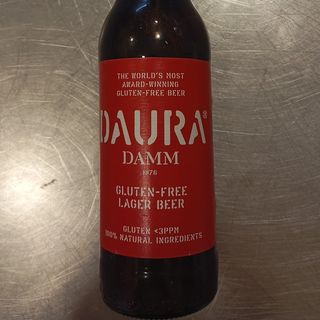 THE WORLD'S MOST
AWARD-WINNING
GLUTEN-FREE BEER
DAURA®
DAMM
1876
GLUTEN-FREE
LAGER BEER
GLUTEN <3PPM
100% NATURAL INGREDIENTS